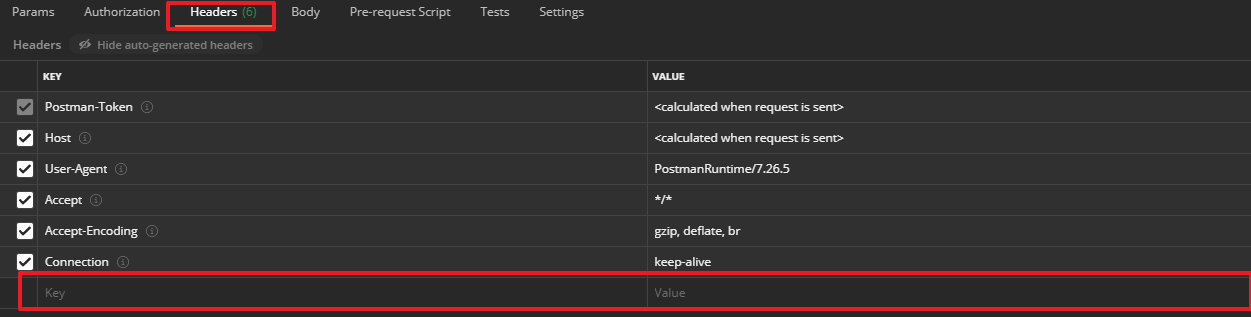 Params Authorization Headers (6) Body Pre-request Script Tests Settings
Headers Hide auto-generated headers
KEY VALUE
Postman-Token <calculated when request is sent>
Host <calculated when request is sent>
User-Agent PostmanRuntime/7.26.5
Accept */*
Accept-Encoding gzip, deflate, br
Connection keep-alive
Key Value